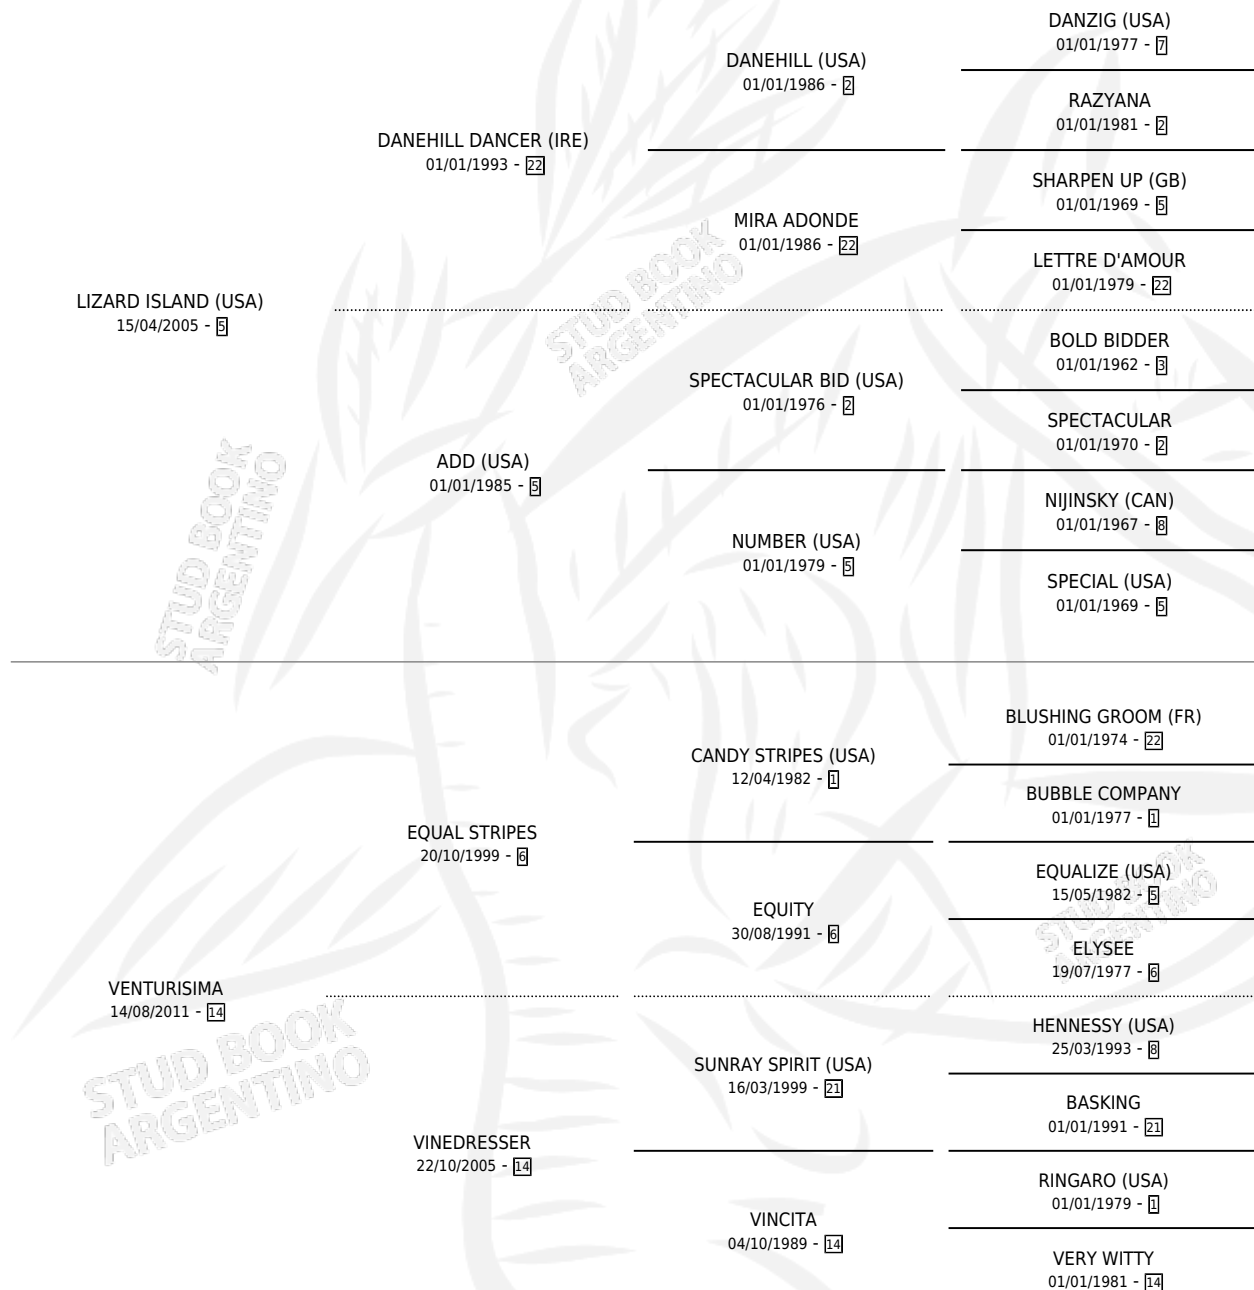 DANZIG (USA)
01/01/1977 - 7
DANEHILL (USA)
01/01/1986 - 2
RAZYANA
01/01/1981 - 2
DANEHILL DANCER (IRE)
01/01/1993 - 22
SHARPEN UP (GB)
01/01/1969 - 5
MIRA ADONDE
01/01/1986 - 22
LETTRE D'AMOUR
01/01/1979 - 22
LIZARD ISLAND (USA)
15/04/2005 - 5
BOLD BIDDER
01/01/1962 - 3
SPECTACULAR BID (USA)
01/01/1976 - 2
SPECTACULAR
01/01/1970 - 2
ADD (USA)
01/01/1985 - 5
NIJINSKY (CAN)
01/01/1967 - 8
NUMBER (USA)
01/01/1979 - 5
SPECIAL (USA)
01/01/1969 - 5
BLUSHING GROOM (FR)
01/01/1974 - 22
CANDY STRIPES (USA)
12/04/1982 - 1
BUBBLE COMPANY
01/01/1977 - 1
EQUAL STRIPES
20/10/1999 - 6
EQUALIZE (USA)
15/05/1982 - 5
EQUITY
30/08/1991 - 6
ELYSEE
19/07/1977 - 6
VENTURISIMA
14/08/2011 - 14
HENNESSY (USA)
25/03/1993 - 8
SUNRAY SPIRIT (USA)
16/03/1999 - 21
BASKING
01/01/1991 - 21
VINEDRESSER
22/10/2005 - 14
RINGARO (USA)
01/01/1979 - 1
VINCITA
04/10/1989 - 14
VERY WITTY
01/01/1981 - 14
STUD BOOK
ARGENTINO
STUD BOOK
ARGENTINO
STUD BOOK
ARGENTINO
STUD BOOK
ARGENTINO